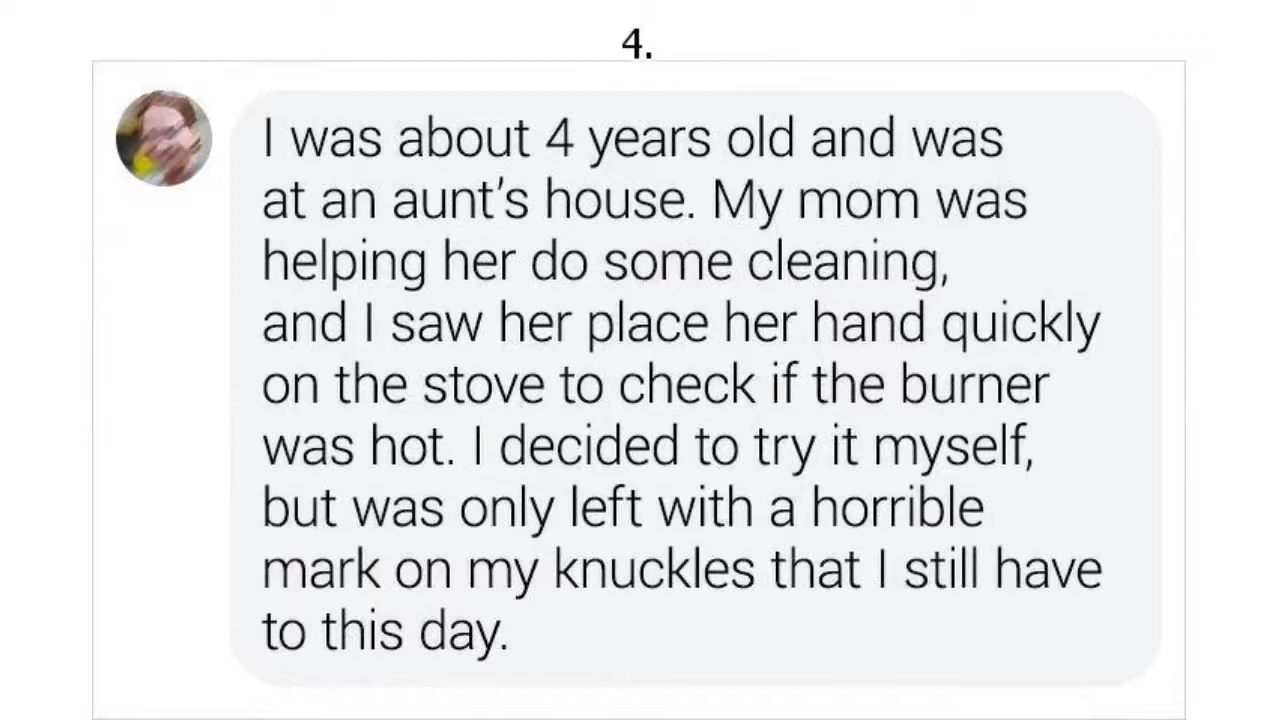 4.
I was about 4 years old and was
at an aunt’s house. My mom was
helping her do some cleaning,
and I saw her place her hand quickly
on the stove to check if the burner
was hot. I decided to try it myself,
but was only left with a horrible
mark on my knuckles that I still have
to this day.